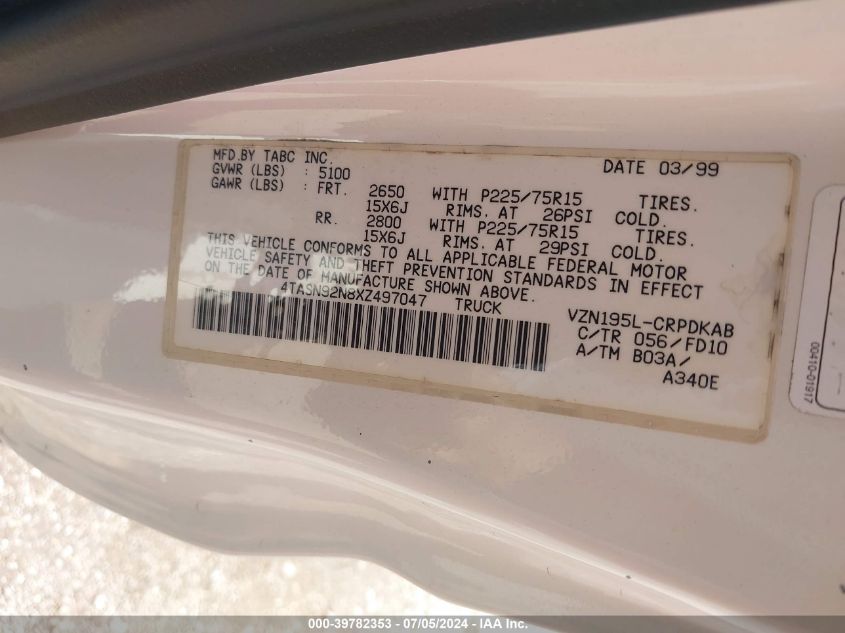 MFD.BY TABC INC. DATE 03/99
GVWR (LBS) : 5100
GAWR (LBS) : FRT. 2650 WITH P225/75R15 TIRES.
15X6J RIMS. AT 26PSI COLD.
RR. 2800 WITH P225/75R15 TIRES.
15X6J RIMS. AT 29PSI COLD.
THIS VEHICLE CONFORMS TO ALL APPLICABLE FEDERAL MOTOR
VEHICLE SAFETY AND THEFT PREVENTION STANDARDS IN EFFECT
ON THE DATE OF MANUFACTURE SHOWN ABOVE.
4TASN92N8XZ497047 TRUCK
VZN195L-CRPDKAB
C/TR 056/FD10
A/TM B03A/
A340E
00410-01917
000-39782353 - 07/05/2024 - IAA Inc.